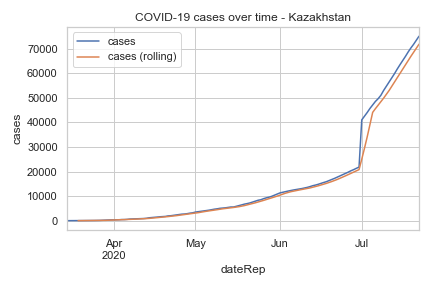 COVID-19 cases over time - Kazakhstan
cases
cases (rolling)
70000
60000
50000
40000
30000
20000
10000
0
cases
Apr
2020
May
Jun
Jul
dateRep